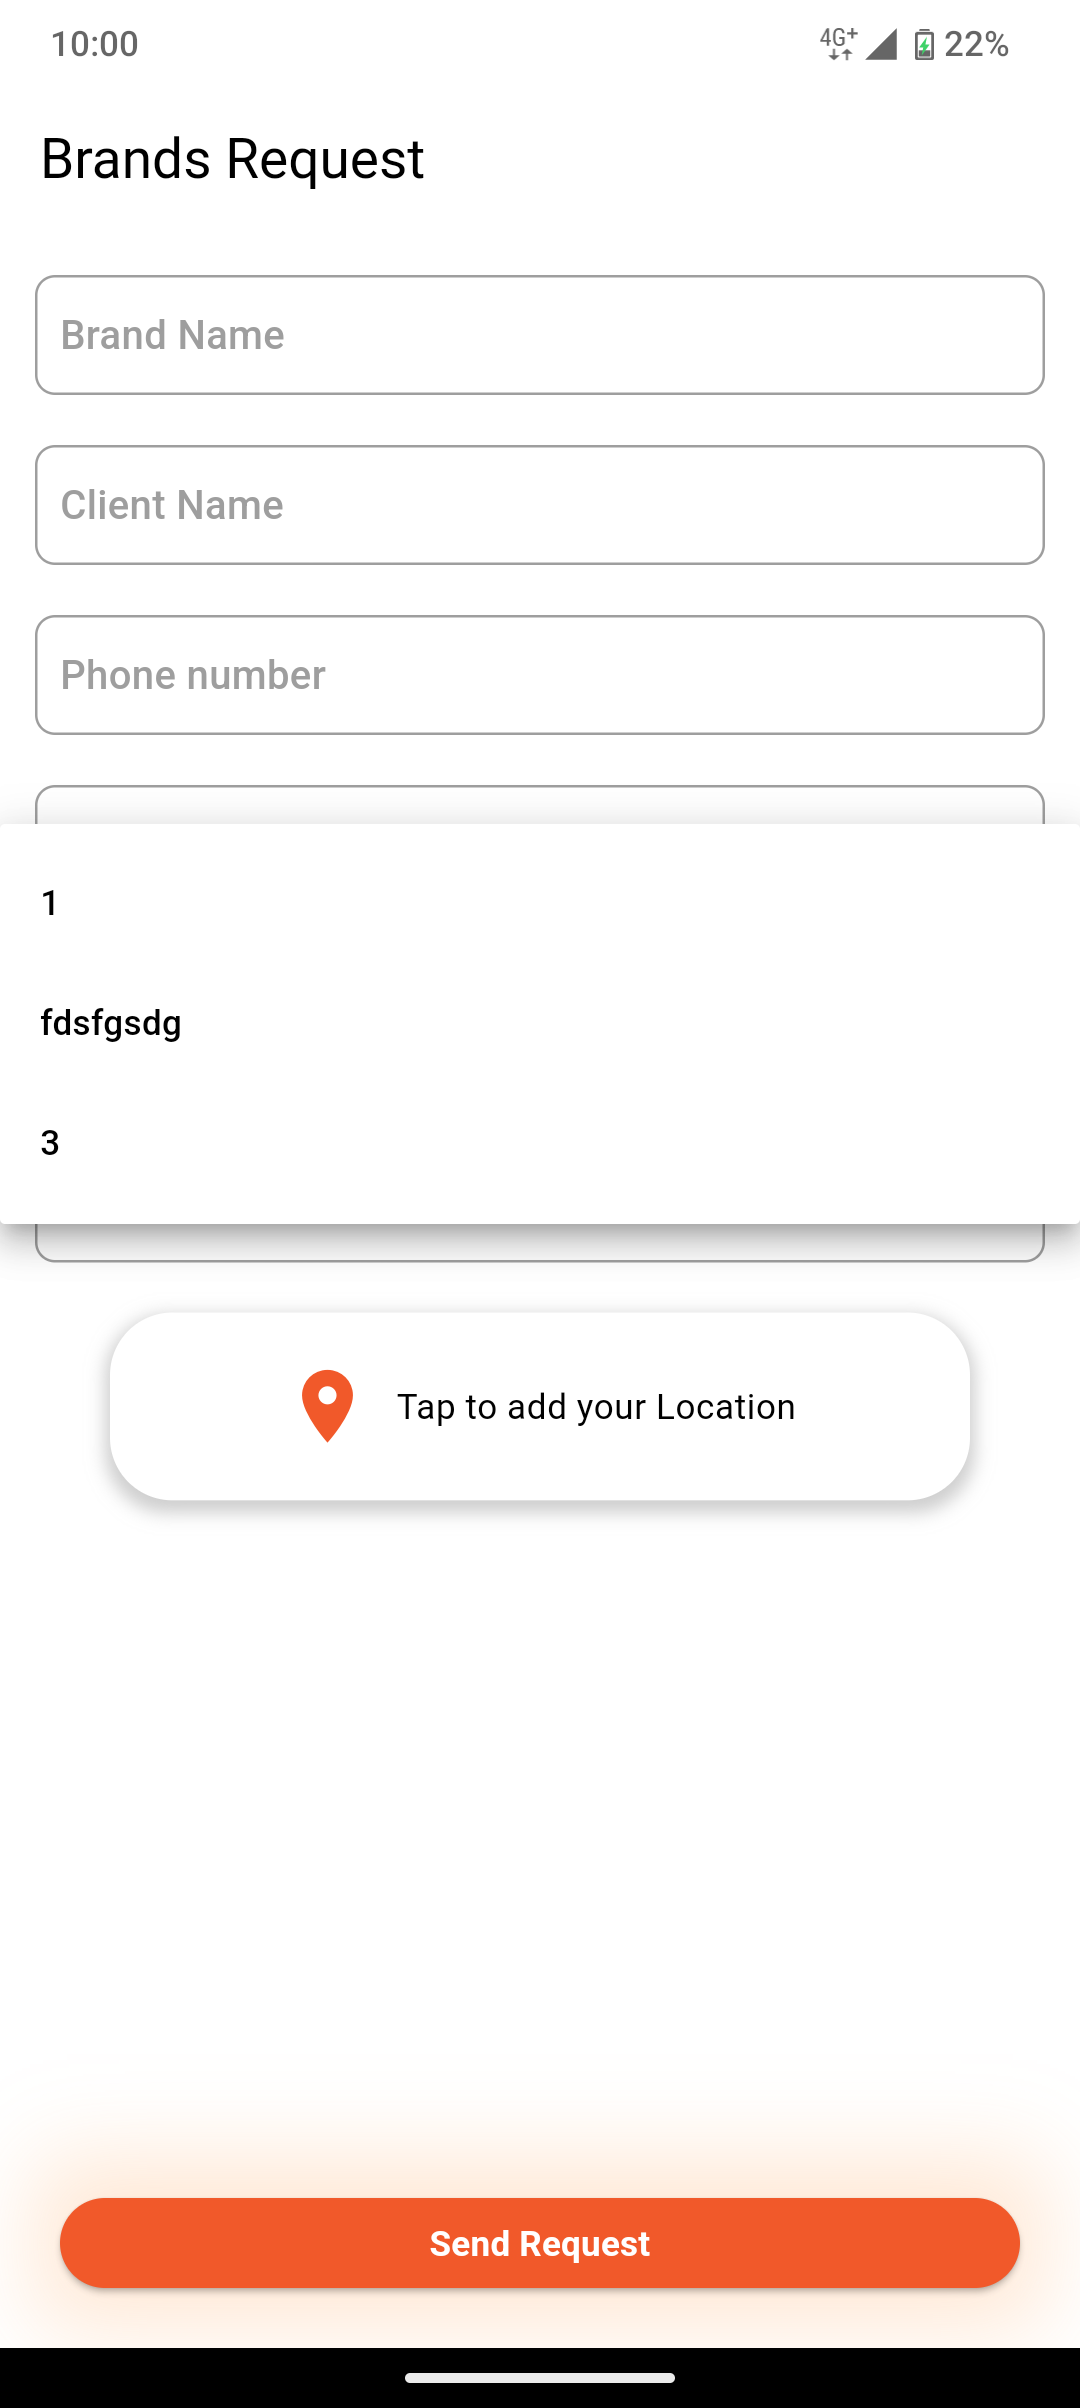 10:00 4G+ 22%
Brands Request
Brand Name
Client Name
Phone number
1
fdsfgsdg
3
Tap to add your Location
Send Request